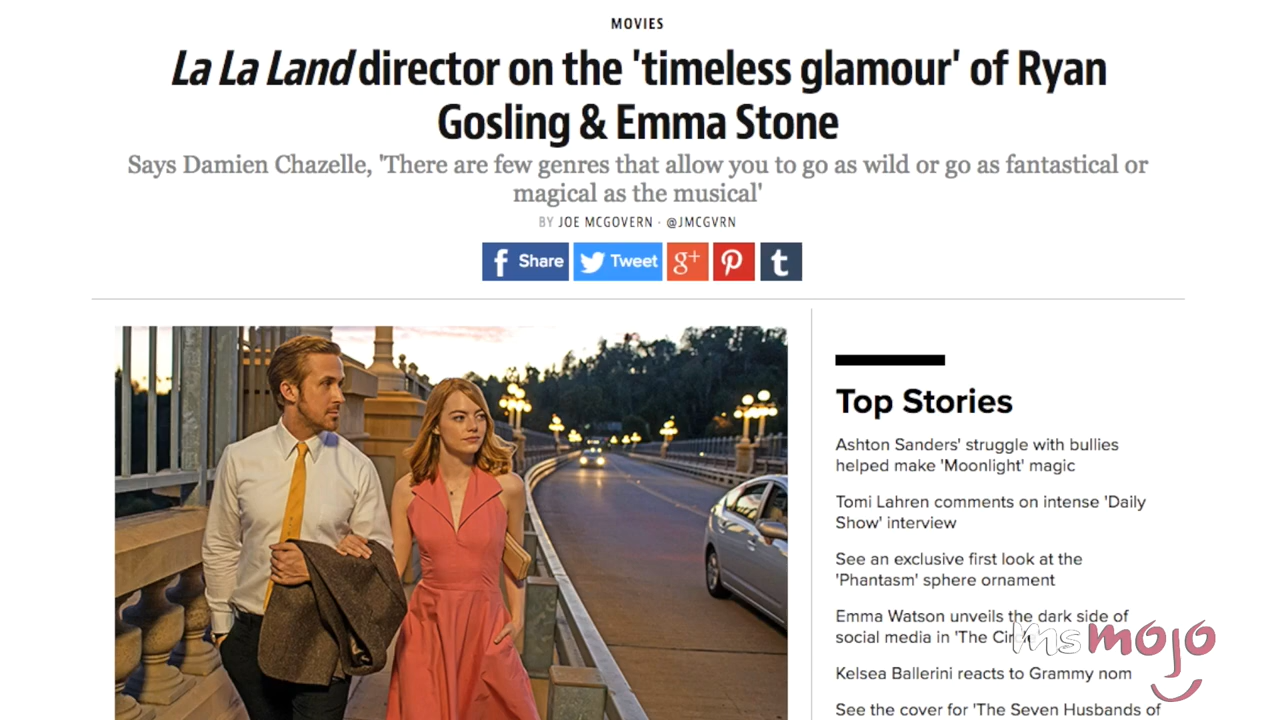 MOVIES
La La Land director on the 'timeless glamour' of Ryan
Gosling & Emma Stone
Says Damien Chazelle, 'There are few genres that allow you to go as wild or go as fantastical or
magical as the musical'
BY JOE MCGOVERN · @JMCGVRN
f Share Tweet g+ p t
Top Stories
Ashton Sanders' struggle with bullies
helped make 'Moonlight' magic
Tomi Lahren comments on intense 'Daily
Show' interview
See an exclusive first look at the
'Phantasm' sphere ornament
Emma Watson unveils the dark side of
social media in 'The
msmojo
Kelsea Ballerini reacts to Grammy nom
See the cover for 'The Seven Husbands of